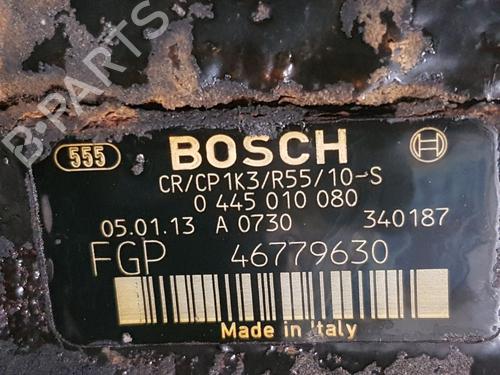 B-PARTS
555 BOSCH
CR/CP1K3/R55/10-S
0 445 010 080
05.01.13 A 0730 340187
FGP 46779630
Made in Italy